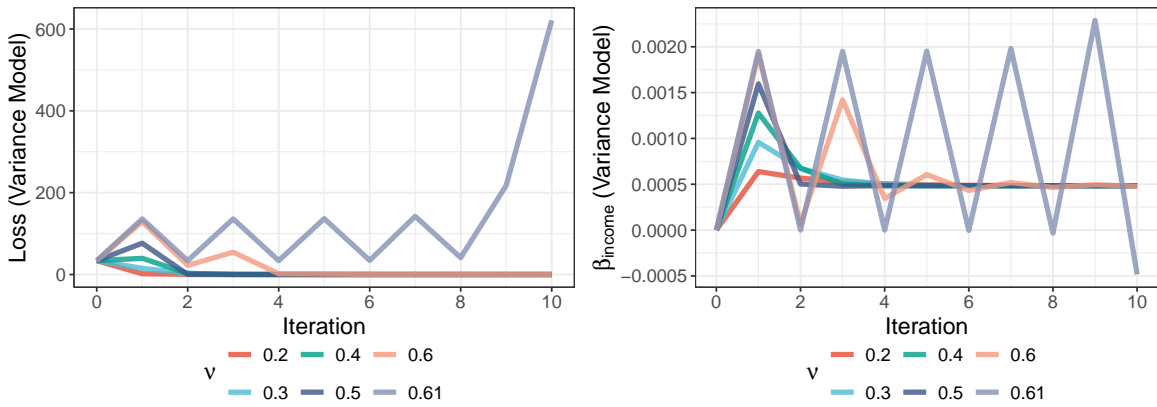 Loss (Variance Model)
600
400
200
0
0 2 4 6 8 10
Iteration
ν
0.2 0.4 0.6
0.3 0.5 0.61
βincome (Variance Model)
0.0020
0.0015
0.0010
0.0005
0.0000
−0.0005
0 2 4 6 8 10
Iteration
ν
0.2 0.4 0.6
0.3 0.5 0.61